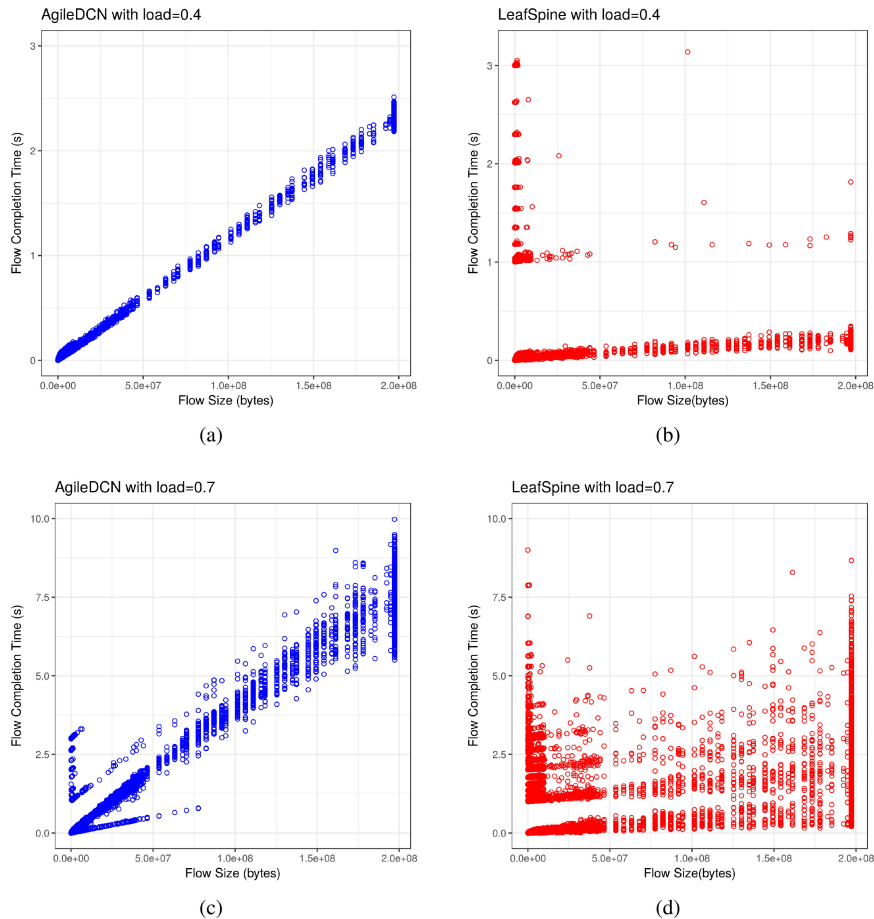 AgileDCN with load=0.4
LeafSpine with load=0.4
Flow Completion Time (s)
3
2
1
0
0.0e+00 5.0e+07 1.0e+08 1.5e+08 2.0e+08
Flow Size (bytes)
(a)
Flow Completion Time (s)
3
2
1
0
0.0e+00 5.0e+07 1.0e+08 1.5e+08 2.0e+08
Flow Size(bytes)
(b)
AgileDCN with load=0.7
LeafSpine with load=0.7
Flow Completion Time (s)
10.0
7.5
5.0
2.5
0.0
0.0e+00 5.0e+07 1.0e+08 1.5e+08 2.0e+08
Flow Size (bytes)
(c)
Flow Completion Time (s)
10.0
7.5
5.0
2.5
0.0
0.0e+00 5.0e+07 1.0e+08 1.5e+08 2.0e+08
Flow Size(bytes)
(d)